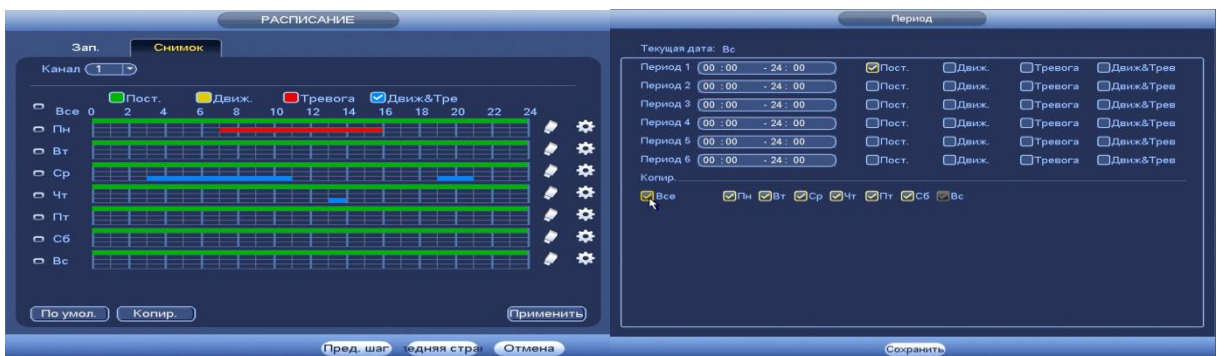 РАСПИСАНИЕ
Зап. Снимок
Канал 1
Пост. Движ. Тревога Движ&Тре
Все 0 2 4 6 8 10 12 14 16 18 20 22 24
Пн
Вт
Ср
Чт
Пт
Сб
Вс
По умол. Копир. Применить
Пред. шаг едняя стра Отмена
Период
Текущая дата: Вс
Период 1 00 :00 - 24 : 00 Пост. Движ. Тревога Движ&Трев
Период 2 00 :00 - 24 : 00 Пост. Движ. Тревога Движ&Трев
Период 3 00 :00 - 24 : 00 Пост. Движ. Тревога Движ&Трев
Период 4 00 :00 - 24 : 00 Пост. Движ. Тревога Движ&Трев
Период 5 00 :00 - 24 : 00 Пост. Движ. Тревога Движ&Трев
Период 6 00 :00 - 24 : 00 Пост. Движ. Тревога Движ&Трев
Копир.
Все Пн Вт Ср Чт Пт Сб Вс
Сохранить